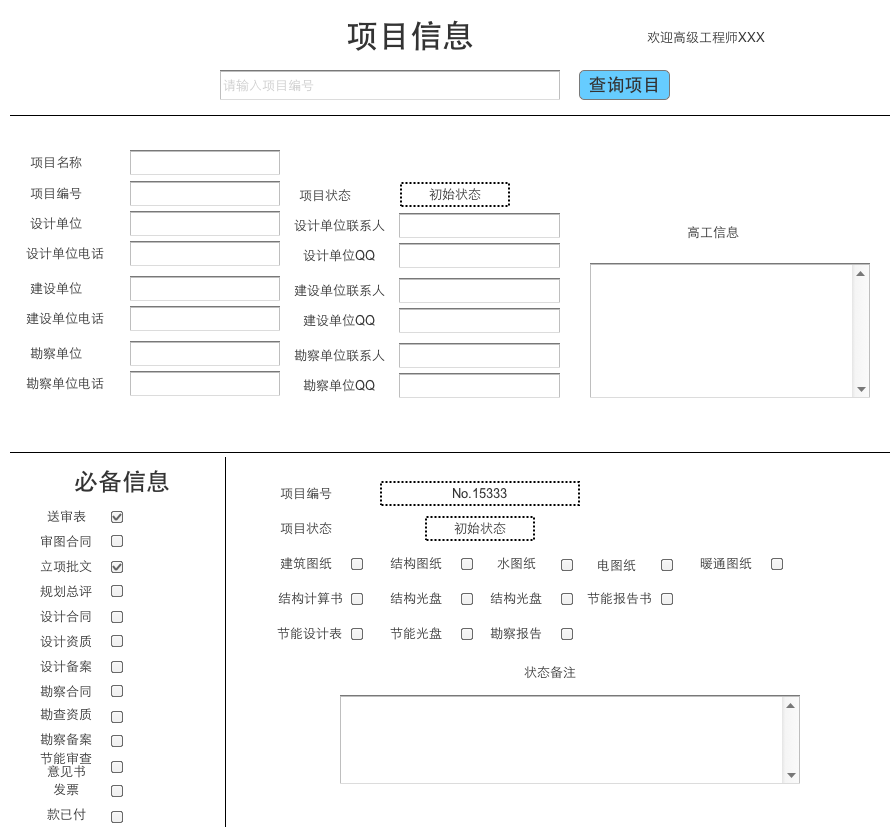 项目信息
欢迎高级工程师XXX
请输入项目编号
查询项目
项目名称
项目编号
项目状态
初始状态
设计单位
设计单位联系人
设计单位电话
设计单位QQ
建设单位
建设单位联系人
建设单位电话
建设单位QQ
勘察单位
勘察单位联系人
勘察单位电话
勘察单位QQ
高工信息
必备信息
送审表
审图合同
立项批文
规划总评
设计合同
设计资质
设计备案
勘察合同
勘查资质
勘察备案
节能审查
意见书
发票
款已付
项目编号
No.15333
项目状态
初始状态
建筑图纸 结构图纸 水图纸 电图纸 暖通图纸
结构计算书 结构光盘 结构光盘 节能报告书
节能设计表 节能光盘 勘察报告
状态备注